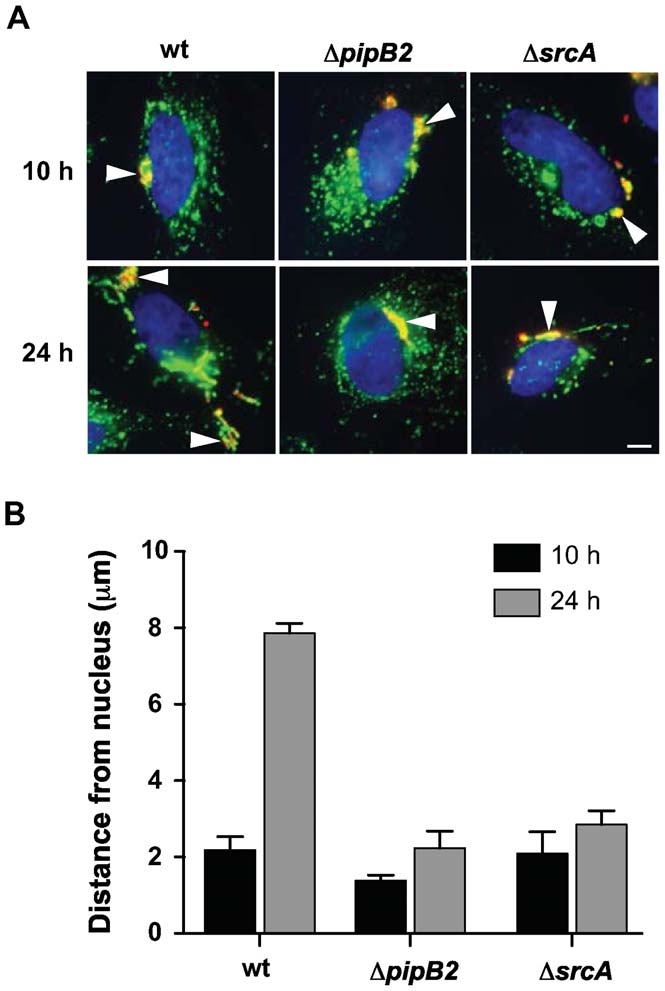 A
wt ΔpipB2 ΔsrcA
10 h
24 h
B
10
8
6
4
2
0
Distance from nucleus (μm)
10 h
24 h
wt ΔpipB2 ΔsrcA